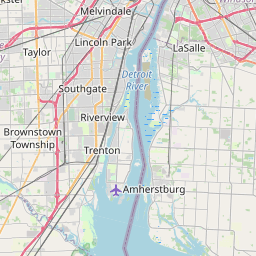 Melvindale
Taylor
Lincoln Park
LaSalle
Detroit
River
Southgate
Riverview
Brownstown
Township
Trenton
Amherstburg